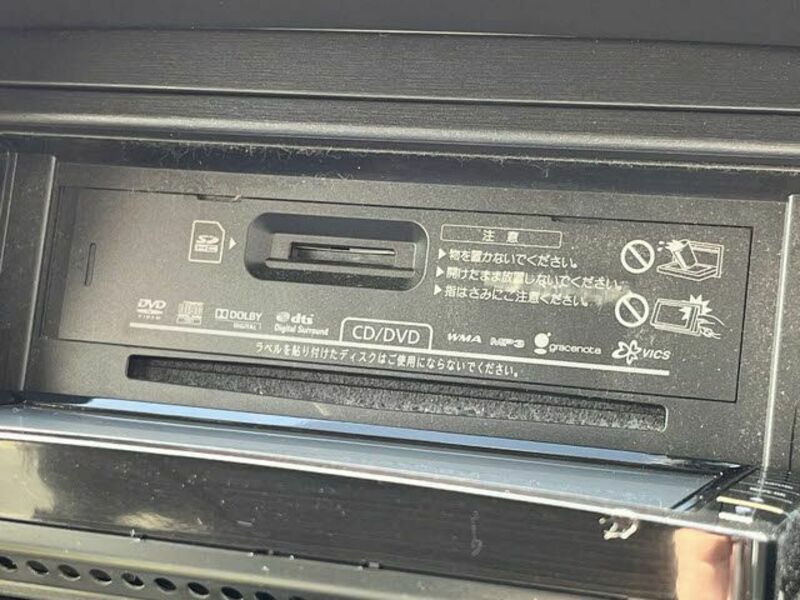 SD
HC
注 意
▶物を置かないでください。
▶開けたまま放置しないでください。
▶指はさみにご注意ください。
DVD
VIDEO
DOLBY
DIGITAL
dts
Digital Surround
CD/DVD
WMA
MP3
gracenote
VICS
ラベルを貼り付けたディスクはご使用にならないでください。